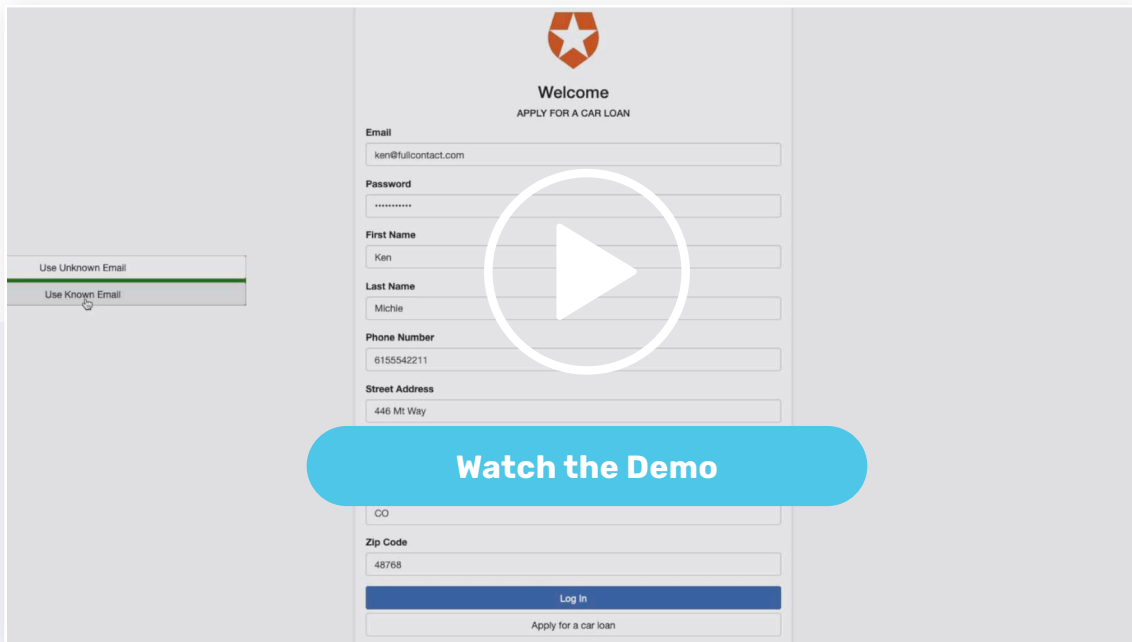 Welcome
APPLY FOR A CAR LOAN
Email
ken@fullcontact.com
Password
•••••••••••
First Name
Ken
Last Name
Michie
Phone Number
6155542211
Street Address
446 Mt Way
Use Unknown Email
Use Known Email
Watch the Demo
CO
Zip Code
48768
Log In
Apply for a car loan